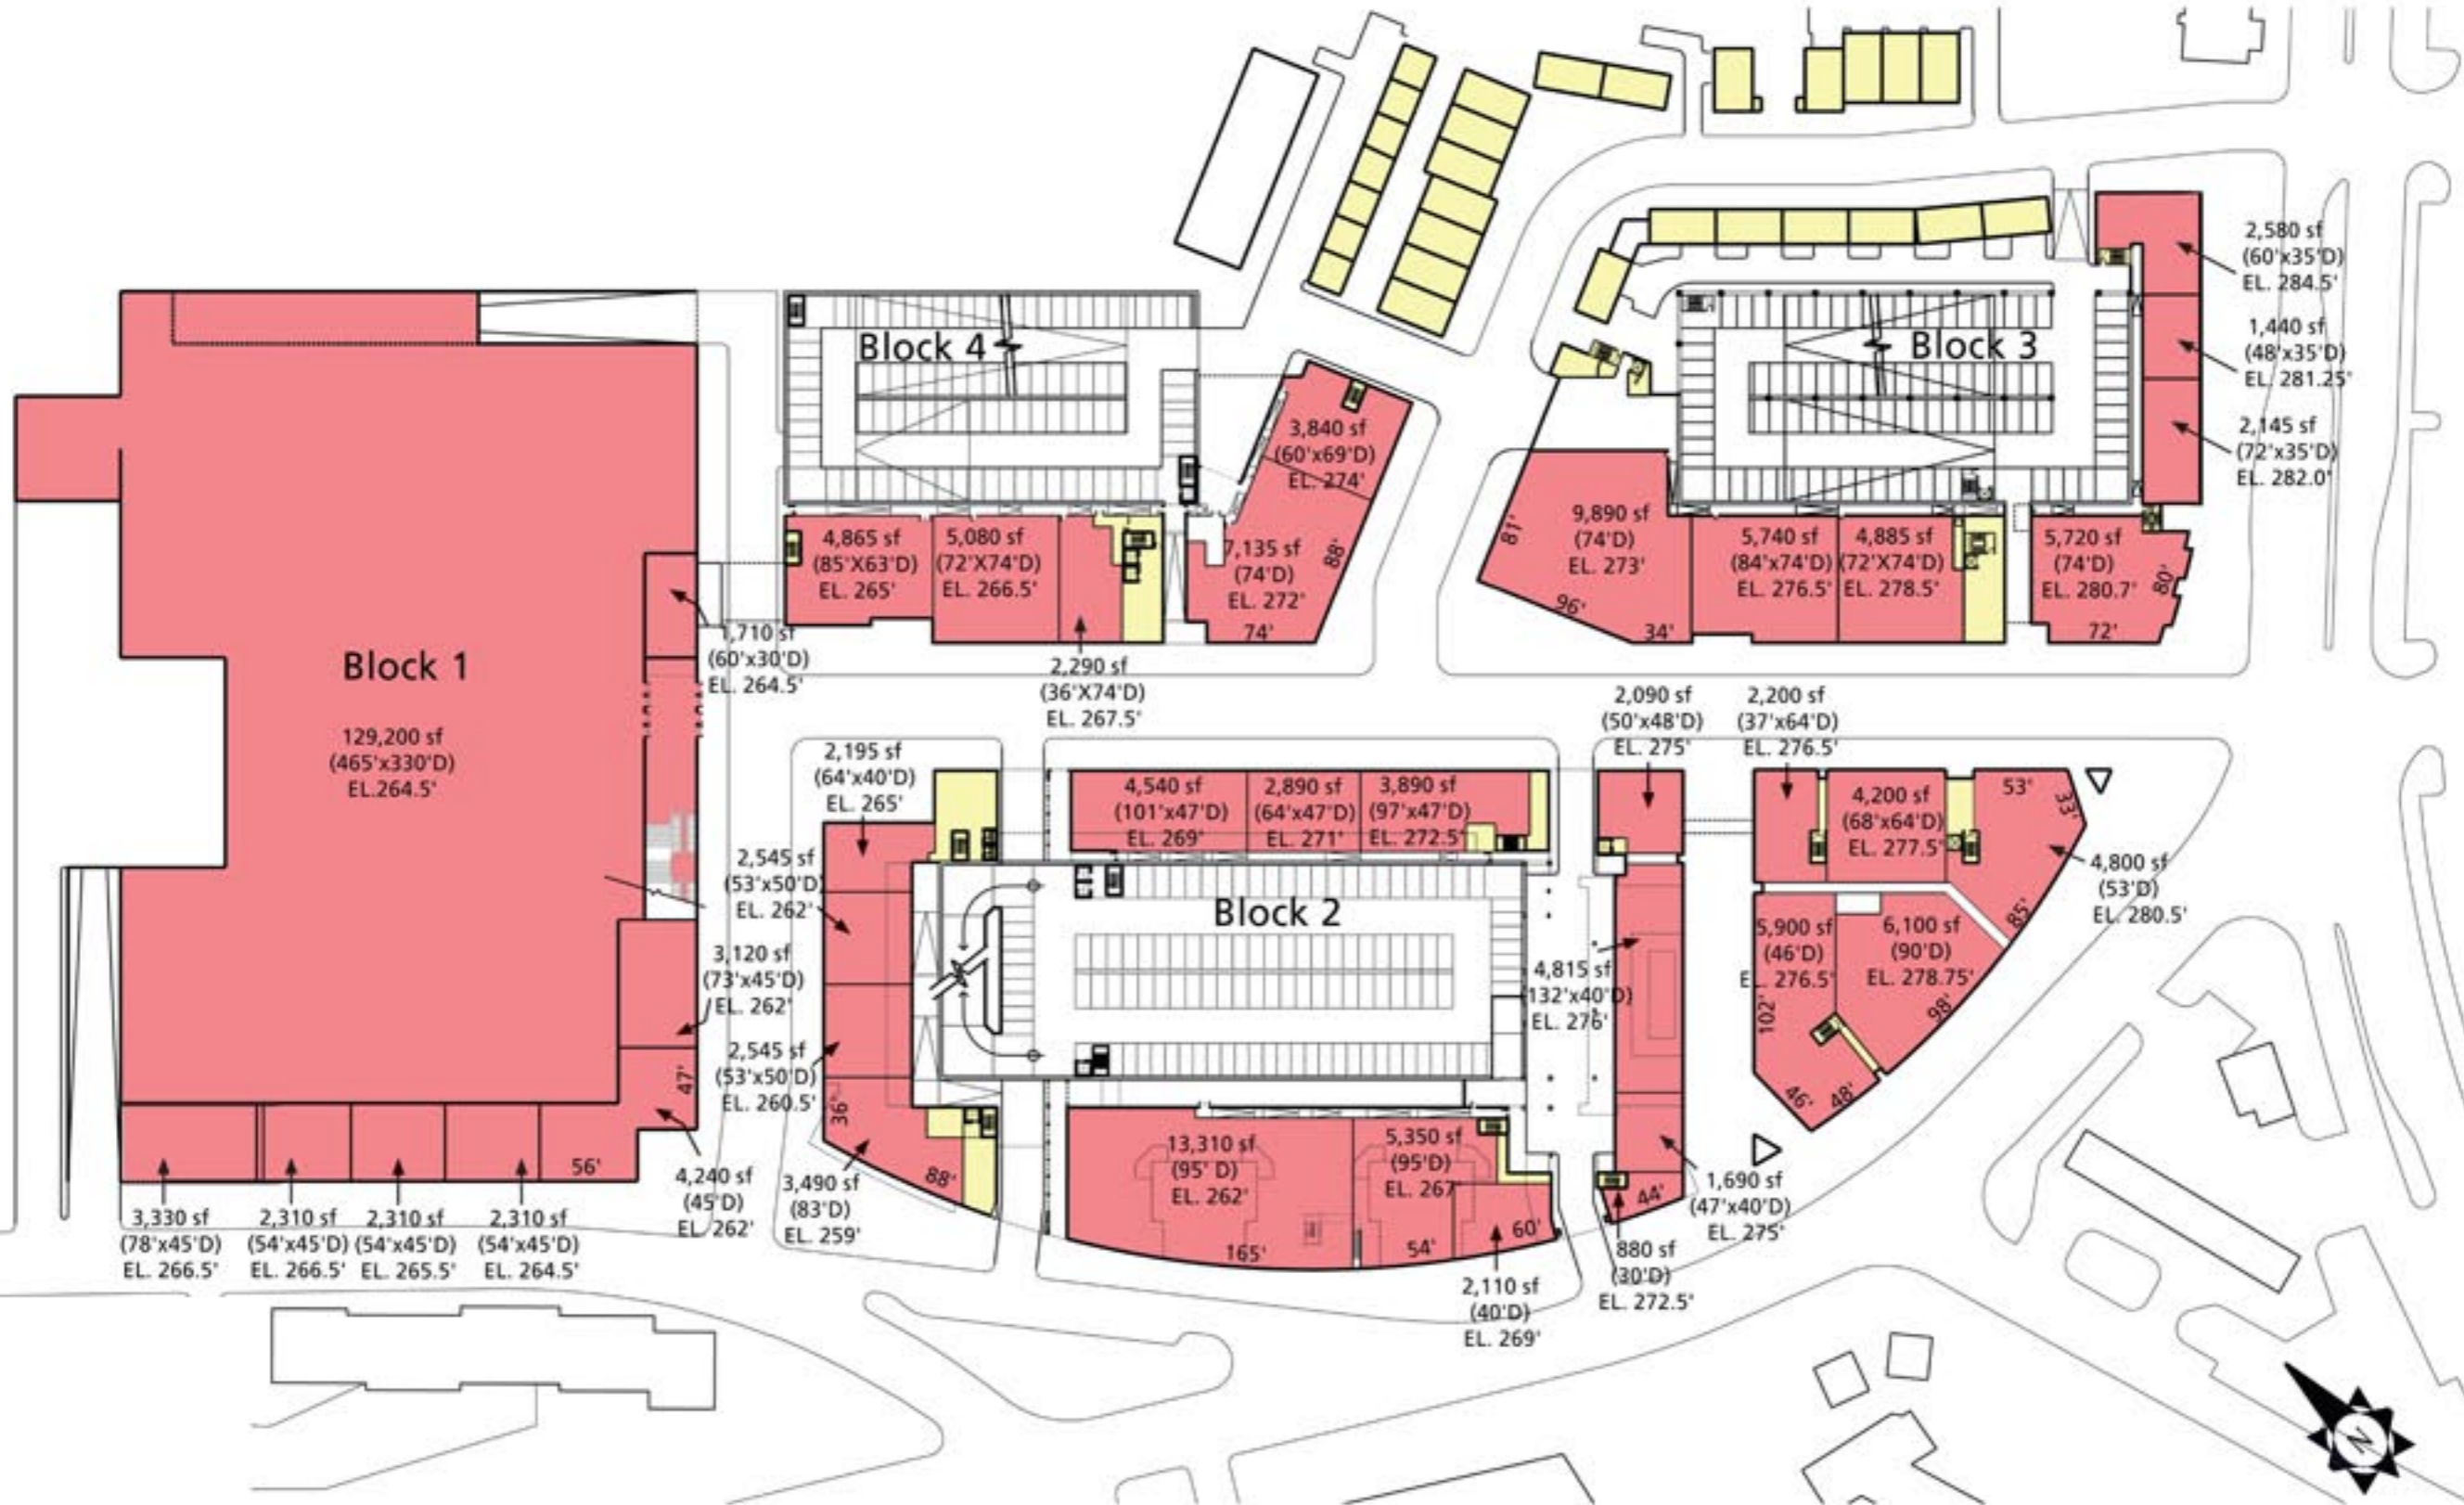 2,580 sf
(60'x35'D)
EL. 284.5'
1,440 sf
(48'x35'D)
EL. 281.25'
2,145 sf
(72'x35'D)
EL. 282.0'
Block 4
Block 3
3,840 sf
(60'x69'D)
EL. 274'
4,865 sf
(85'X63'D)
EL. 265'
5,080 sf
(72'X74'D)
EL. 266.5'
7,135 sf
(74'D)
EL. 272'
88'
74'
81'
9,890 sf
(74'D)
EL. 273'
96'
34'
5,740 sf
(84'x74'D)
EL. 276.5'
4,885 sf
(72'X74'D)
EL. 278.5'
5,720 sf
(74'D)
EL. 280.7'
80'
72'
Block 1
129,200 sf
(465'x330'D)
EL.264.5'
1,710 sf
(60'x30'D)
EL. 264.5'
2,290 sf
(36'X74'D)
EL. 267.5'
2,090 sf
(50'x48'D)
EL. 275'
2,200 sf
(37'x64'D)
EL. 276.5'
2,195 sf
(64'x40'D)
EL. 265'
4,540 sf
(101'x47'D)
EL. 269'
2,890 sf
(64'x47'D)
EL. 271'
3,890 sf
(97'x47'D)
EL. 272.5'
4,200 sf
(68'x64'D)
EL. 277.5'
53'
33'
4,800 sf
(53'D)
EL. 280.5'
85'
2,545 sf
(53'x50'D)
EL. 262'
Block 2
5,900 sf
(46'D)
EL. 276.5'
102'
46'
48'
6,100 sf
(90'D)
EL. 278.75'
98'
3,120 sf
(73'x45'D)
EL. 262'
4,815 sf
132'x40'D)
EL. 276'
2,545 sf
(53'x50'D)
EL. 260.5'
47'
36'
88'
56'
4,240 sf
(45'D)
EL. 262'
3,490 sf
(83'D)
EL. 259'
13,310 sf
(95' D)
EL. 262'
165'
5,350 sf
(95'D)
EL. 267'
54'
60'
44'
1,690 sf
(47'x40'D)
EL. 275'
3,330 sf
(78'x45'D)
EL. 266.5'
2,310 sf
(54'x45'D)
EL. 266.5'
2,310 sf
(54'x45'D)
EL. 265.5'
2,310 sf
(54'x45'D)
EL. 264.5'
880 sf
(30'D)
EL. 272.5'
2,110 sf
(40'D)
EL. 269'
N